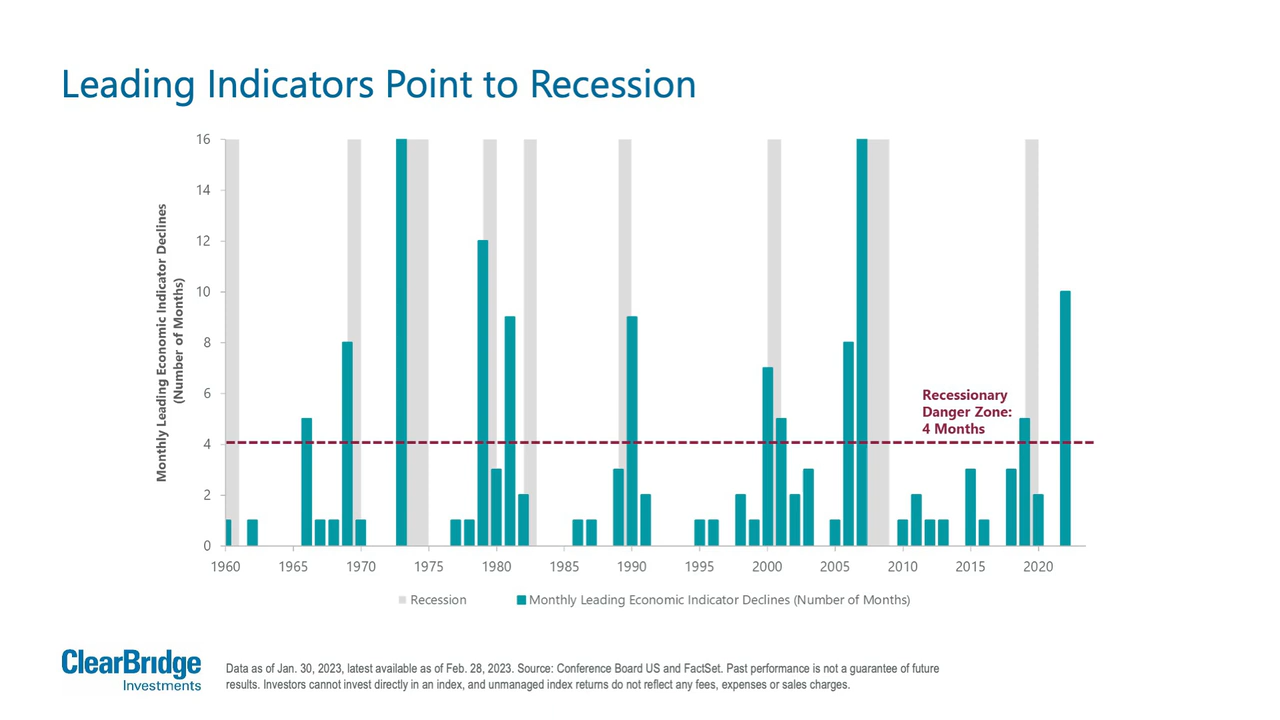 Leading Indicators Point to Recession
Monthly Leading Economic Indicator Declines
(Number of Months)
16
14
12
10
8
6
4
2
0
Recessionary
Danger Zone:
4 Months
1960 1965 1970 1975 1980 1985 1990 1995 2000 2005 2010 2015 2020
Recession Monthly Leading Economic Indicator Declines (Number of Months)
ClearBridge
Investments
Data as of Jan. 30, 2023, latest available as of Feb. 28, 2023. Source: Conference Board US and FactSet. Past performance is not a guarantee of future
results. Investors cannot invest directly in an index, and unmanaged index returns do not reflect any fees, expenses or sales charges.